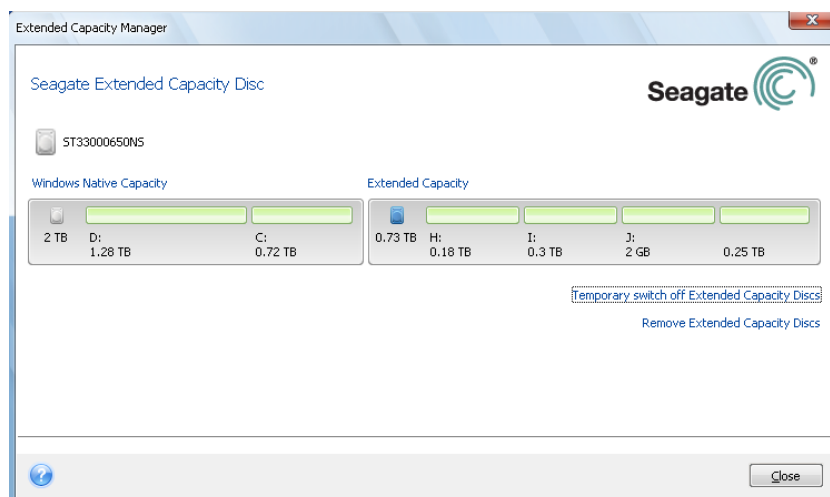 Extended Capacity Manager
Seagate Extended Capacity Disc
Seagate®
ST33000650NS
Windows Native Capacity
Extended Capacity
2 TB D: C: 0.73 TB H: I: J:
1.28 TB 0.72 TB 0.18 TB 0.3 TB 2 GB 0.25 TB
Temporary switch off Extended Capacity Discs
Remove Extended Capacity Discs
?
Close